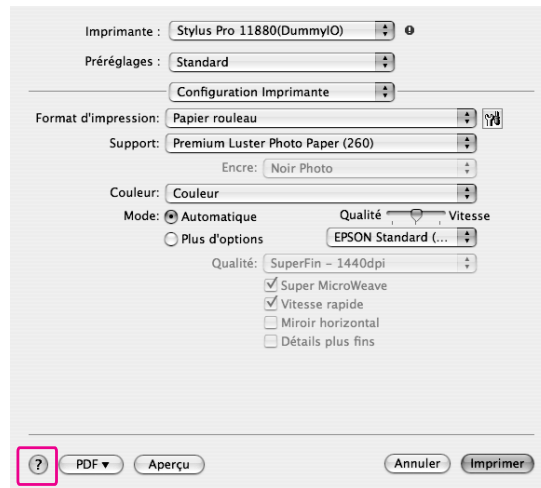 Imprimante : Stylus Pro 11880(DummyIO)
Préréglages : Standard
Configuration Imprimante
Format d'impression: Papier rouleau
Support: Premium Luster Photo Paper (260)
Encre: Noir Photo
Couleur: Couleur
Mode: Automatique Qualité Vitesse
Plus d'options EPSON Standard (...
Qualité: SuperFin – 1440dpi
Super MicroWeave
Vitesse rapide
Miroir horizontal
Détails plus fins
? PDF ▼ Aperçu Annuler Imprimer